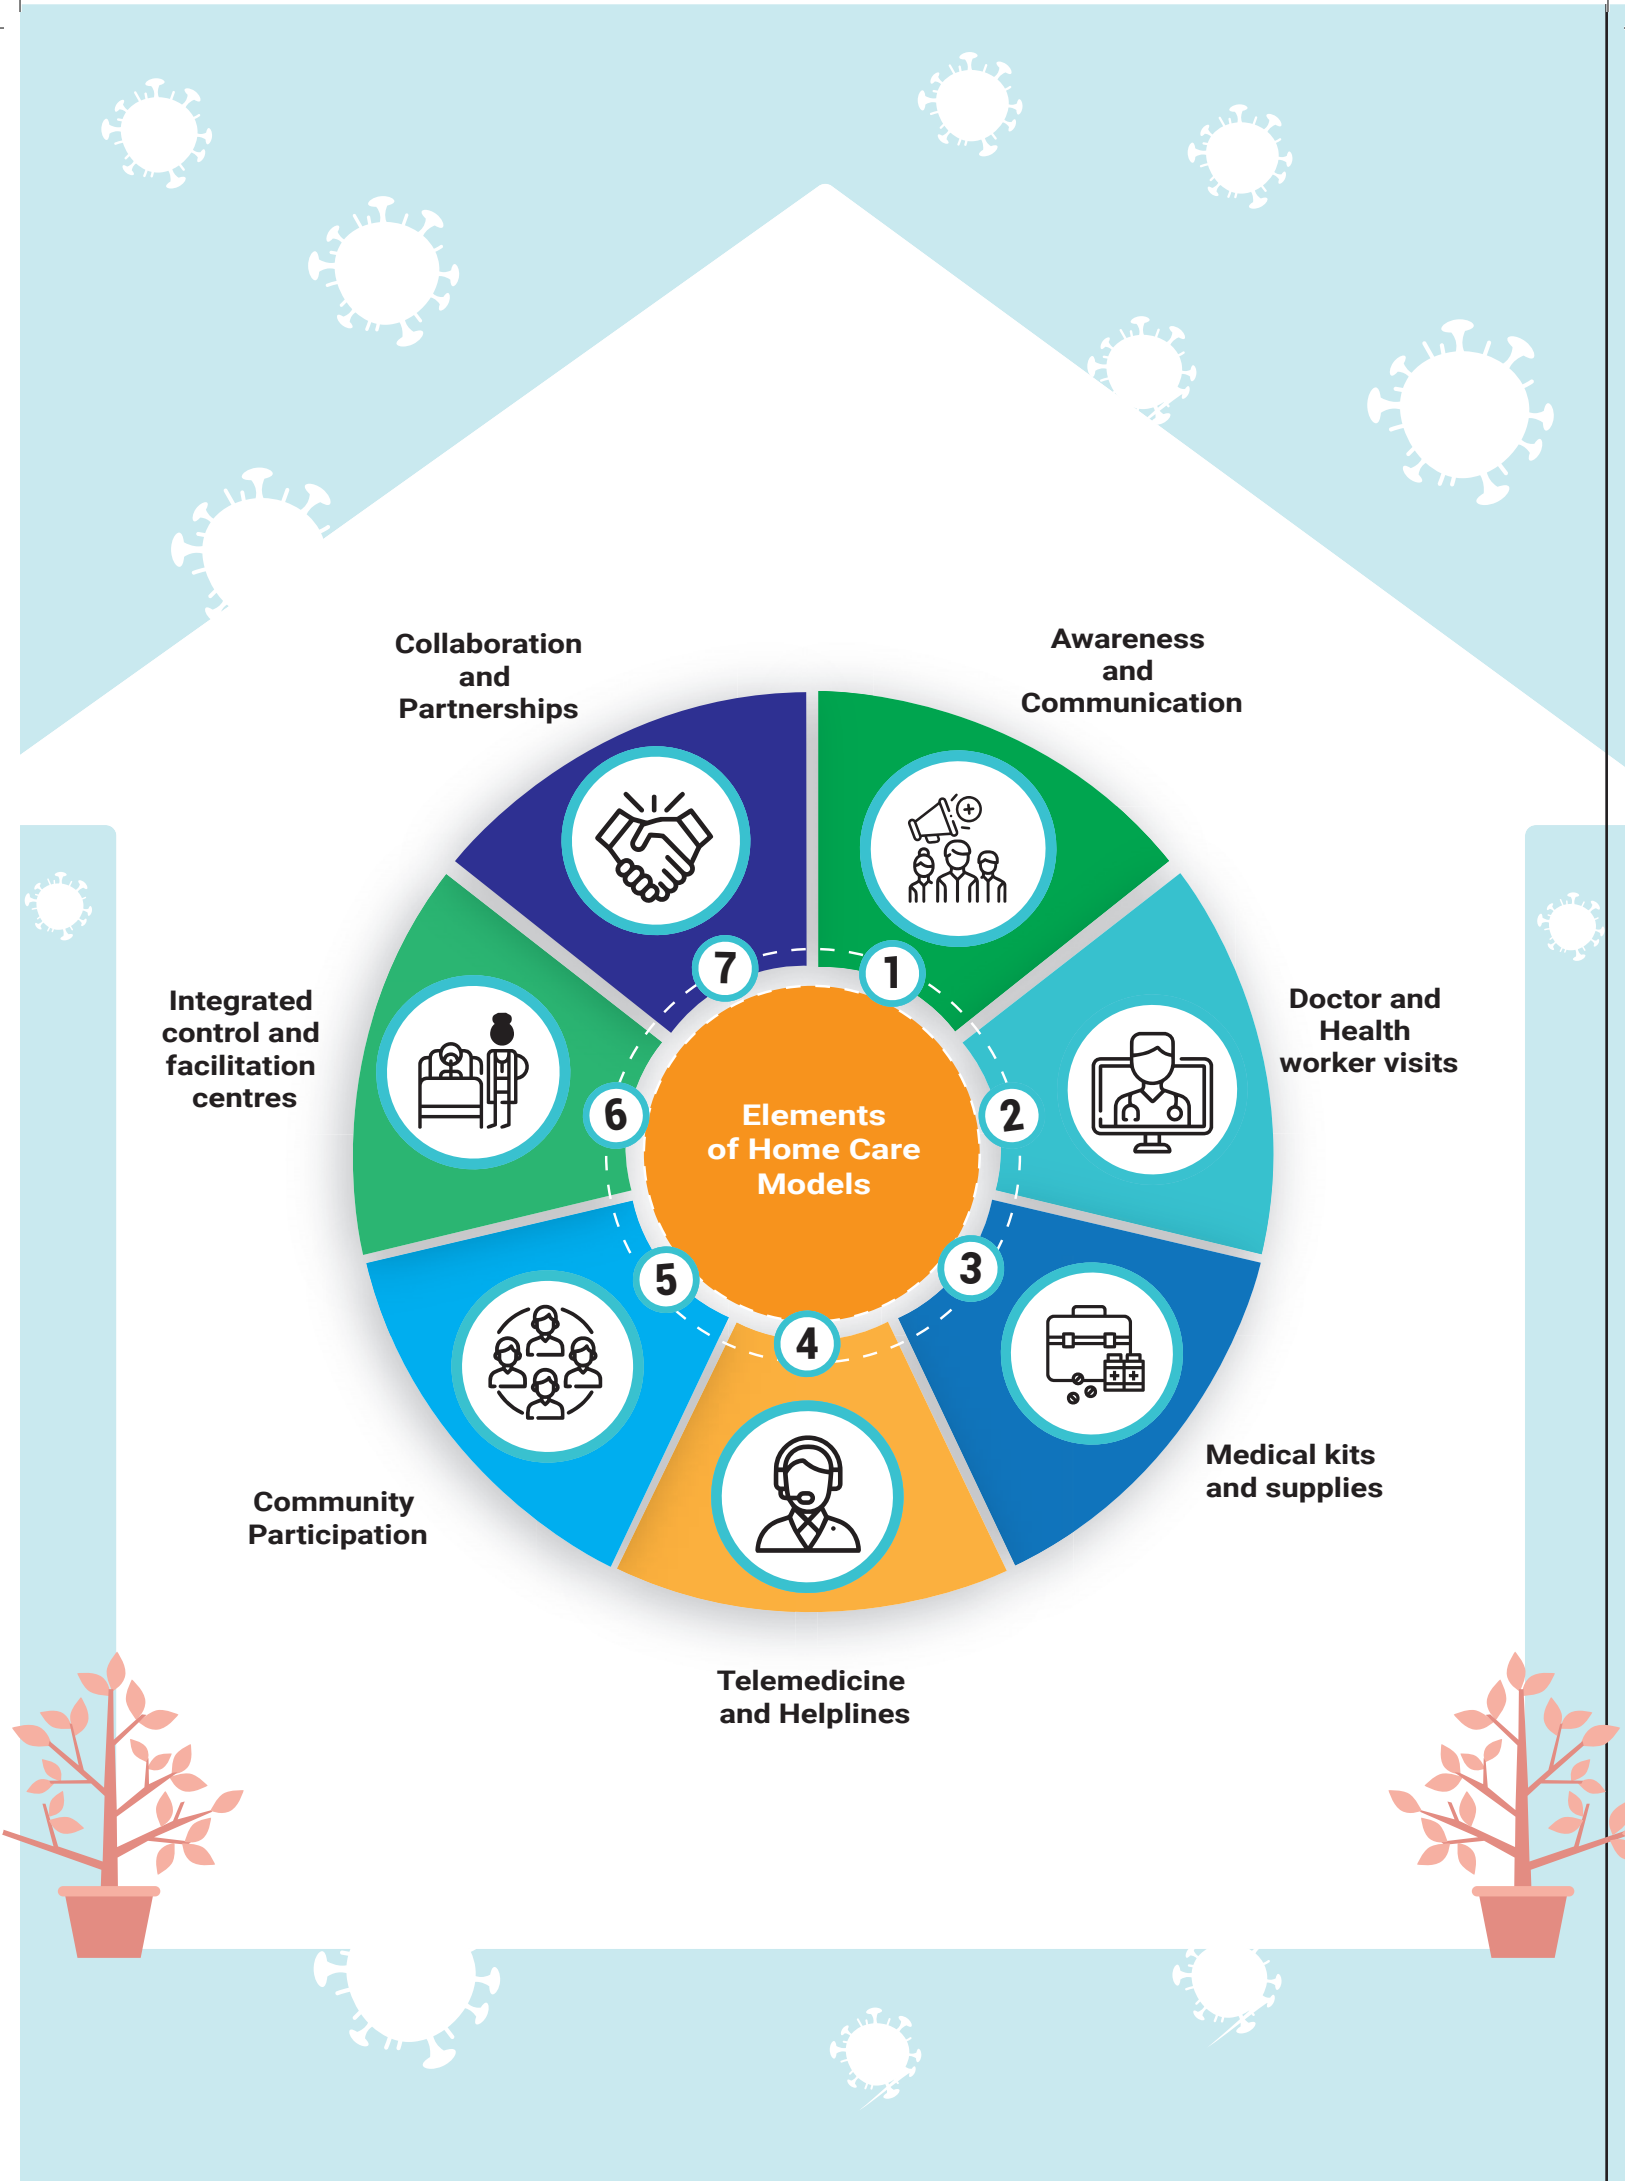 Collaboration
and
Partnerships
Awareness
and
Communication
7
1
Integrated
control and
facilitation
centres
Doctor and
Health
worker visits
6
2
Elements
of Home Care
Models
5
3
4
Medical kits
and supplies
Community
Participation
Telemedicine
and Helplines